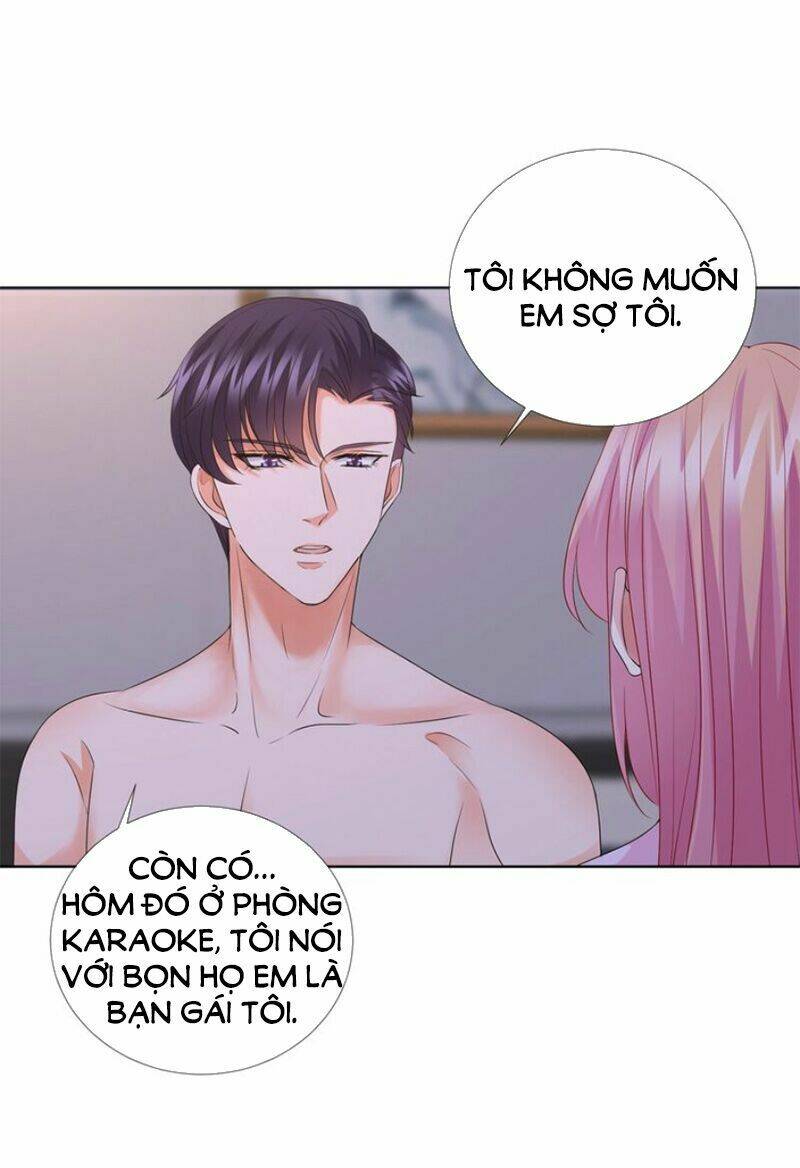 TÔI KHÔNG MUỐN
EM SỢ TÔI.
CÒN CÓ...
HÔM ĐÓ Ở PHÒNG
KARAOKE, TÔI NÓI
VỚI BỌN HỌ EM LÀ
BẠN GÁI TÔI.